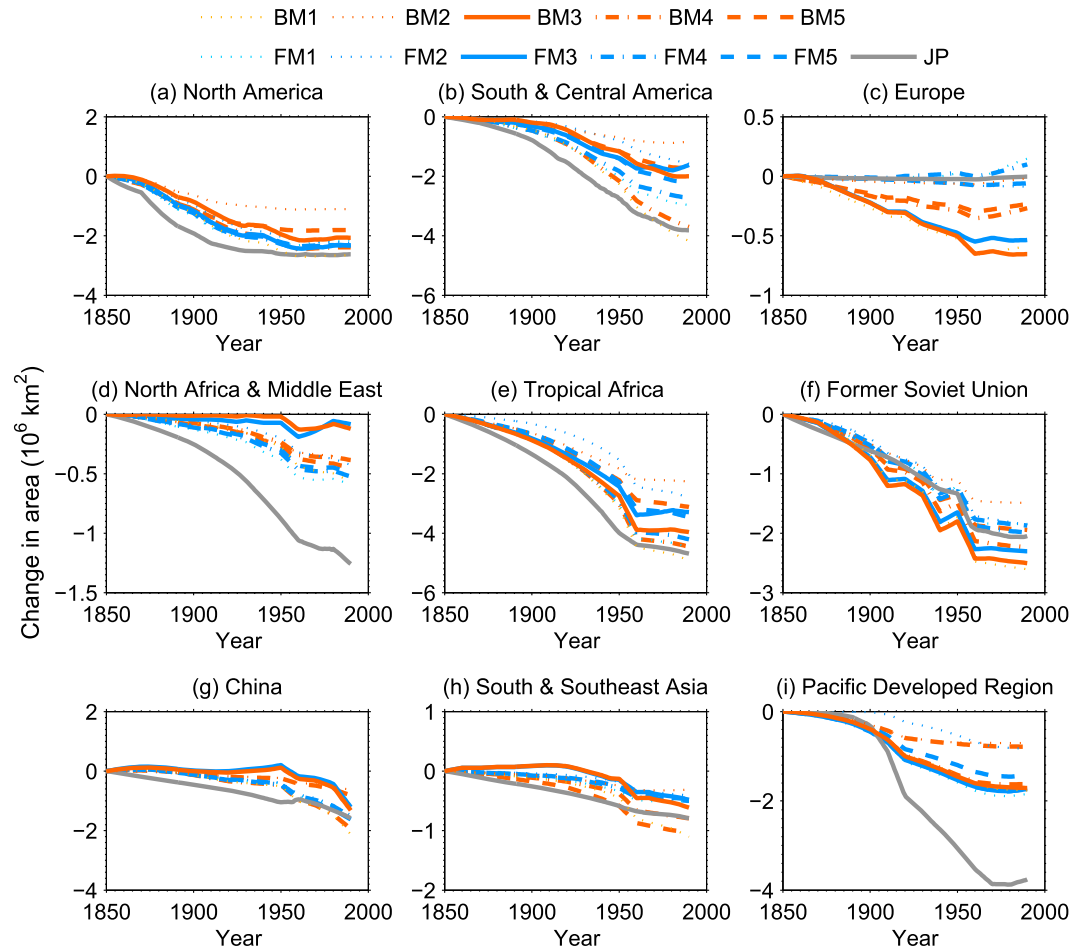 BM1 BM2 BM3 BM4 BM5
FM1 FM2 FM3 FM4 FM5 JP
(a) North America (b) South & Central America (c) Europe
2 0 0.5
0 −2 0
−2 −4 −0.5
−4 −6 −1
1850 1900 1950 2000 1850 1900 1950 2000 1850 1900 1950 2000
Year Year Year
Change in area (10⁶ km²)
(d) North Africa & Middle East (e) Tropical Africa (f) Former Soviet Union
0 0 0
−0.5 −2 −1
−1 −4 −2
−1.5 −6 −3
1850 1900 1950 2000 1850 1900 1950 2000 1850 1900 1950 2000
Year Year Year
(g) China (h) South & Southeast Asia (i) Pacific Developed Region
2 1 0
0 0 −2
−2 −1 −4
−4 −2
1850 1900 1950 2000 1850 1900 1950 2000 1850 1900 1950 2000
Year Year Year